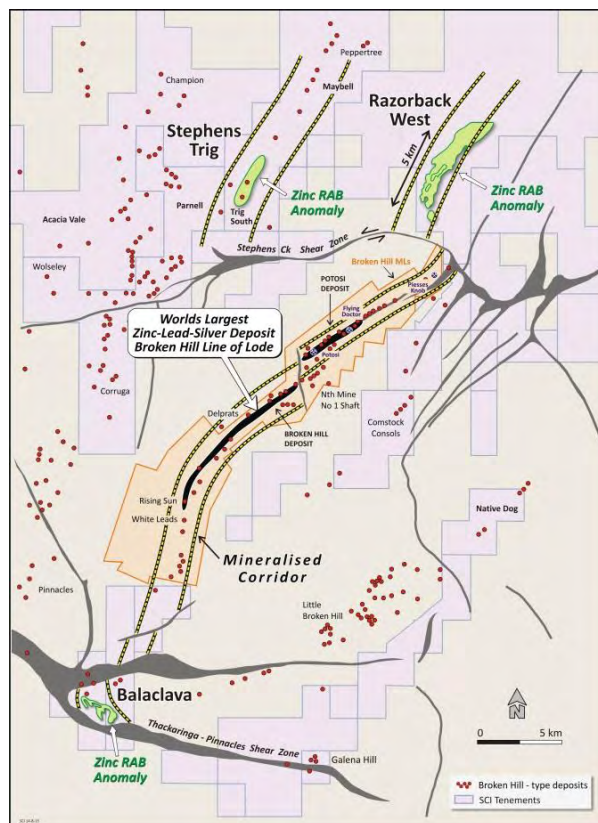 Peppertree
Champion
Maybell
Stephens
Trig
Razorback
West
5 km
Zinc RAB
Anomaly
Zinc RAB
Anomaly
Parnell
Trig
South
Acacia Vale
Stephens Ck Shear Zone
Wolseley
Broken Hill MLs
POTOSI
DEPOSIT
Piesses
Knob
Flying
Doctor
Worlds Largest
Zinc-Lead-Silver Deposit
Broken Hill Line of Lode
Potosi
Corruga
Nth Mine
No 1 Shaft
Delprats
BROKEN HILL
DEPOSIT
Comstock
Consols
Rising Sun
White Leads
Native Dog
Mineralised
Corridor
Pinnacles
Little
Broken Hill
Balaclava
N
0 5 km
Thackaringa - Pinnacles Shear Zone
Zinc RAB
Anomaly
Galena Hill
Broken Hill - type deposits
SCI Tenements